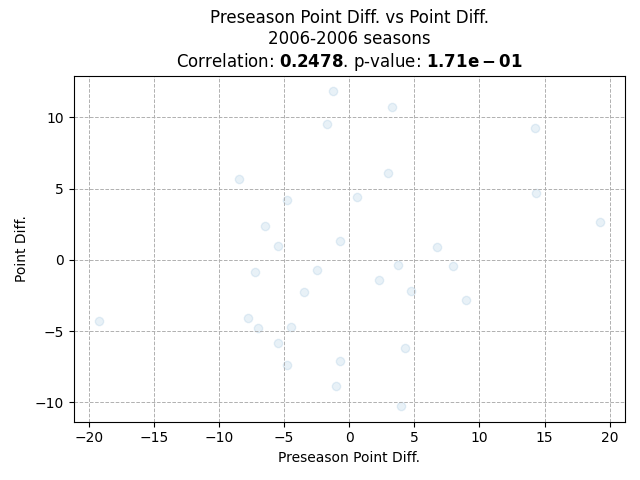 Preseason Point Diff. vs Point Diff.
2006-2006 seasons
Correlation: 0.2478. p-value: 1.71e − 01
10
5
0
−5
−10
Point Diff.
−20 −15 −10 −5 0 5 10 15 20
Preseason Point Diff.